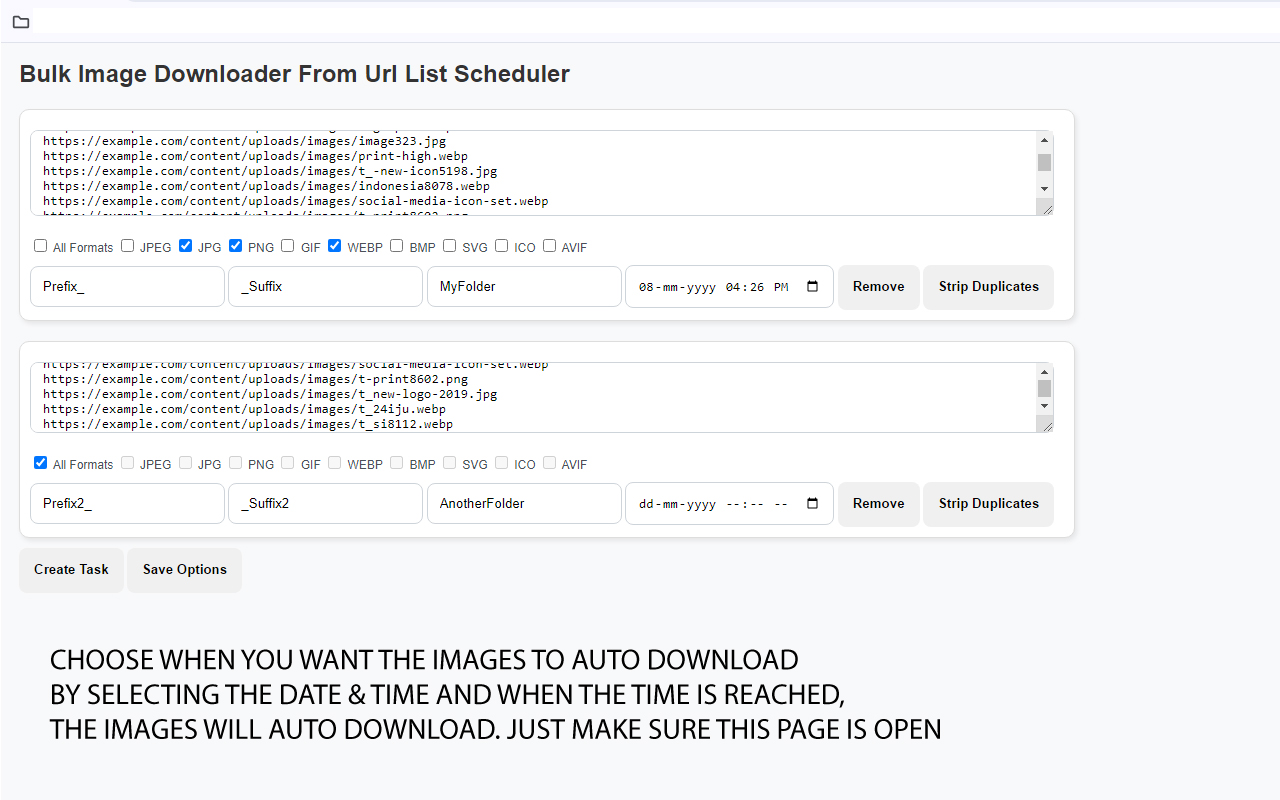 Bulk Image Downloader From Url List Scheduler
https://example.com/content/uploads/images/image323.jpg
https://example.com/content/uploads/images/print-high.webp
https://example.com/content/uploads/images/t_-new-icon5198.jpg
https://example.com/content/uploads/images/indonesia8078.webp
https://example.com/content/uploads/images/social-media-icon-set.webp
https://example.com/content/uploads/images/t-print8602.png
All Formats JPEG JPG PNG GIF WEBP BMP SVG ICO AVIF
Prefix_ _Suffix MyFolder 08-mm-yyyy 04:26 PM Remove Strip Duplicates
https://example.com/content/uploads/images/social-media-icon-set.webp
https://example.com/content/uploads/images/t-print8602.png
https://example.com/content/uploads/images/t_new-logo-2019.jpg
https://example.com/content/uploads/images/t_24iju.webp
https://example.com/content/uploads/images/t_si8112.webp
All Formats JPEG JPG PNG GIF WEBP BMP SVG ICO AVIF
Prefix2_ _Suffix2 AnotherFolder dd-mm-yyyy --:-- -- Remove Strip Duplicates
Create Task Save Options
CHOOSE WHEN YOU WANT THE IMAGES TO AUTO DOWNLOAD
BY SELECTING THE DATE & TIME AND WHEN THE TIME IS REACHED,
THE IMAGES WILL AUTO DOWNLOAD. JUST MAKE SURE THIS PAGE IS OPEN